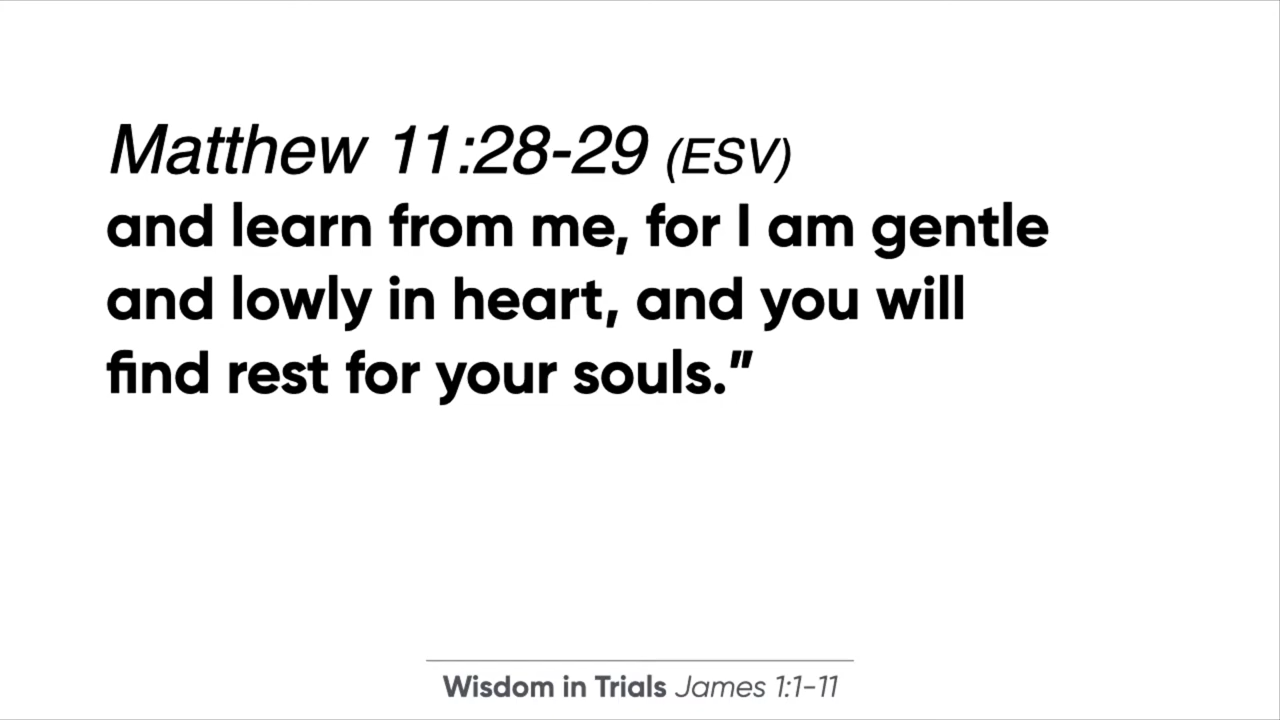 Matthew 11:28-29 (ESV)
and learn from me, for I am gentle
and lowly in heart, and you will
find rest for your souls.”
Wisdom in Trials James 1:1-11